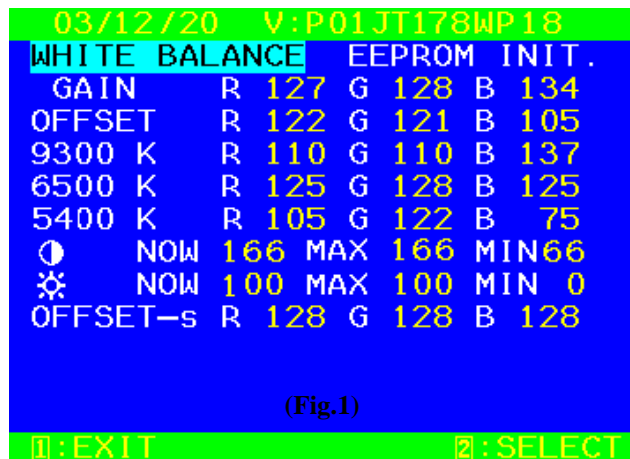 03/12/20 V:P01JT178WP18
WHITE BALANCE EEPROM INIT.
GAIN R 127 G 128 B 134
OFFSET R 122 G 121 B 105
9300 K R 110 G 110 B 137
6500 K R 125 G 128 B 125
5400 K R 105 G 122 B 75
NOW 166 MAX 166 MIN66
NOW 100 MAX 100 MIN 0
OFFSET–s R 128 G 128 B 128
(Fig.1)
1:EXIT 2:SELECT